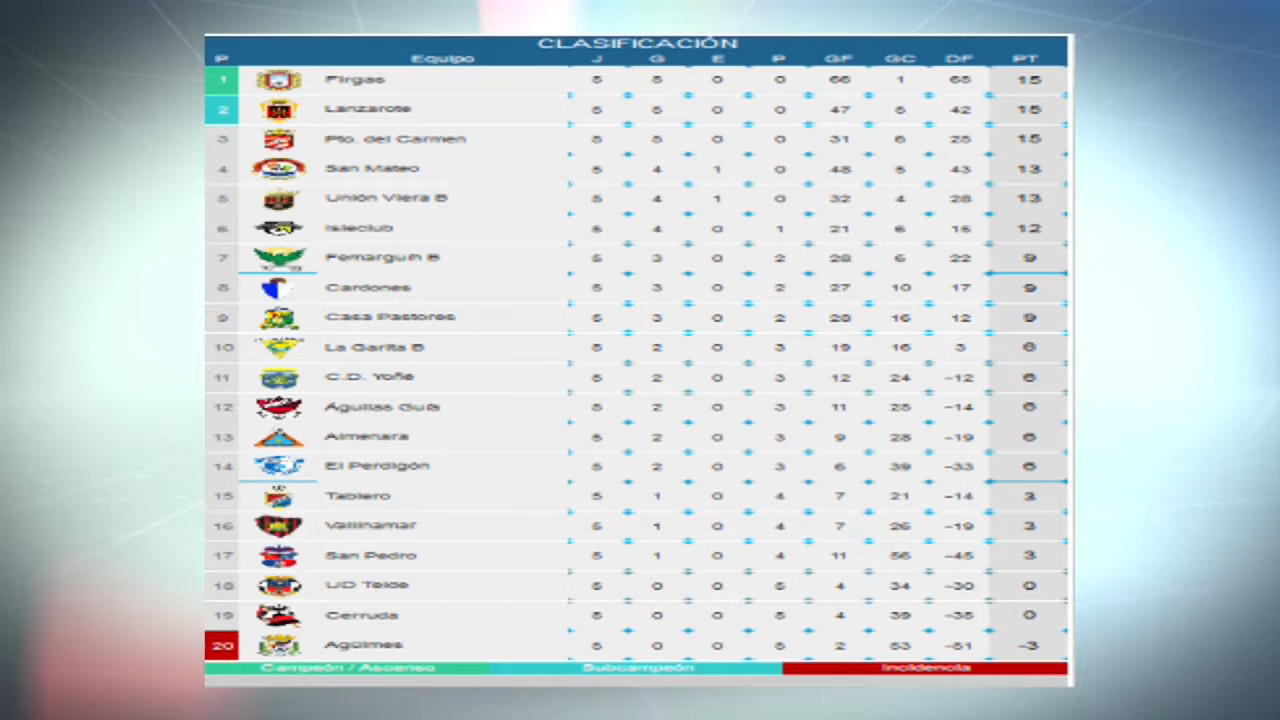 CLASIFICACIÓN
P Equipo J G E P GF GC DF PT
1 Firgas 5 5 0 0 66 1 65 15
2 Lanzarote 5 5 0 0 47 5 42 15
3 Pto. del Carmen 5 5 0 0 31 6 25 15
4 San Mateo 5 4 1 0 48 5 43 13
5 Unión Viera B 5 4 1 0 32 4 28 13
6 Isleclub 5 4 0 1 21 6 15 12
7 Femarguín B 5 3 0 2 28 6 22 9
8 Cardones 5 3 0 2 27 10 17 9
9 Casa Pastores 5 3 0 2 28 16 12 9
10 La Garita B 5 2 0 3 19 16 3 6
11 C.D. Yoñé 5 2 0 3 12 24 -12 6
12 Águilas Guía 5 2 0 3 11 25 -14 6
13 Almenara 5 2 0 3 9 28 -19 6
14 El Perdigón 5 2 0 3 6 39 -33 6
15 Tablero 5 1 0 4 7 21 -14 3
16 Vallinamar 5 1 0 4 7 26 -19 3
17 San Pedro 5 1 0 4 11 56 -45 3
18 UD Telde 5 0 0 5 4 34 -30 0
19 Cerruda 5 0 0 5 4 39 -35 0
20 Agüimes 5 0 0 5 2 53 -51 -3
Campeón / Ascenso Subcampeón Incidencia